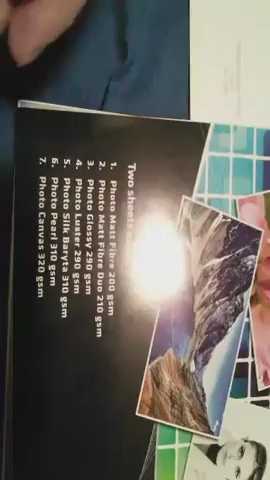 Two sheets
1. Photo Matt Fibre 200 gsm
2. Photo Matt Fibre Duo 210 gsm
3. Photo Glossy 290 gsm
4. Photo Luster 290 gsm
5. Photo Silk Baryta 310 gsm
6. Photo Pearl 310 gsm
7. Photo Canvas 320 gsm